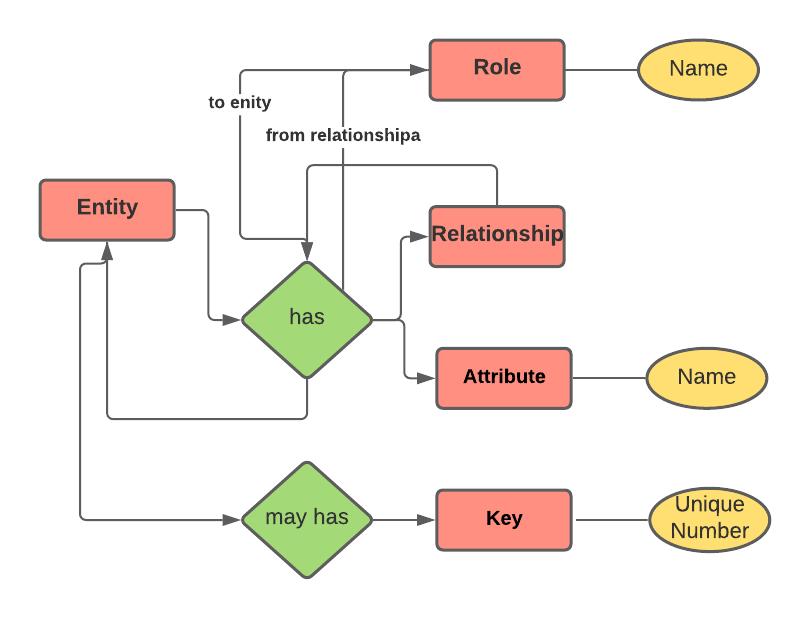 Role
Name
to enity
from relationshipa
Entity
Relationship
has
Attribute
Name
may has
Key
Unique
Number